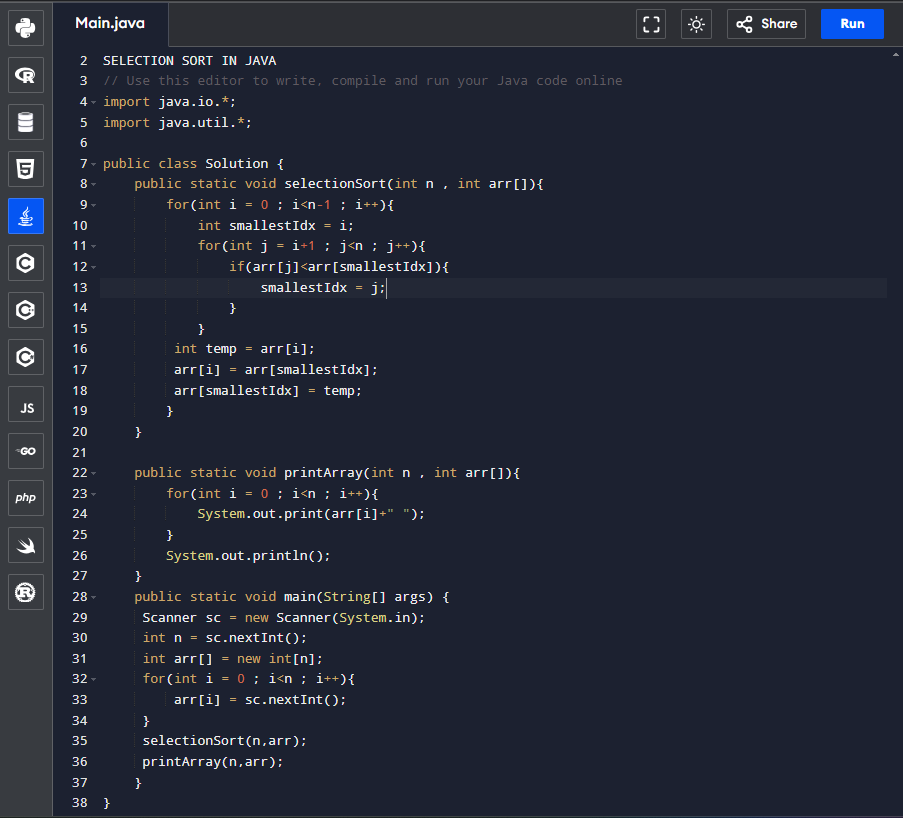 Main.java
Share
Run
2 SELECTION SORT IN JAVA
3 // Use this editor to write, compile and run your Java code online
4 import java.io.*;
5 import java.util.*;
6
7 public class Solution {
8     public static void selectionSort(int n , int arr[]){
9         for(int i = 0 ; i<n-1 ; i++){
10             int smallestIdx = i;
11             for(int j = i+1 ; j<n ; j++){
12                 if(arr[j]<arr[smallestIdx]){
13                     smallestIdx = j;
14                 }
15             }
16          int temp = arr[i];
17          arr[i] = arr[smallestIdx];
18          arr[smallestIdx] = temp;
19         }
20     }
21
22     public static void printArray(int n , int arr[]){
23         for(int i = 0 ; i<n ; i++){
24             System.out.print(arr[i]+" ");
25         }
26         System.out.println();
27     }
28     public static void main(String[] args) {
29      Scanner sc = new Scanner(System.in);
30      int n = sc.nextInt();
31      int arr[] = new int[n];
32      for(int i = 0 ; i<n ; i++){
33          arr[i] = sc.nextInt();
34      }
35      selectionSort(n,arr);
36      printArray(n,arr);
37     }
38 }
R
5
C
C
C
JS
GO
php
R